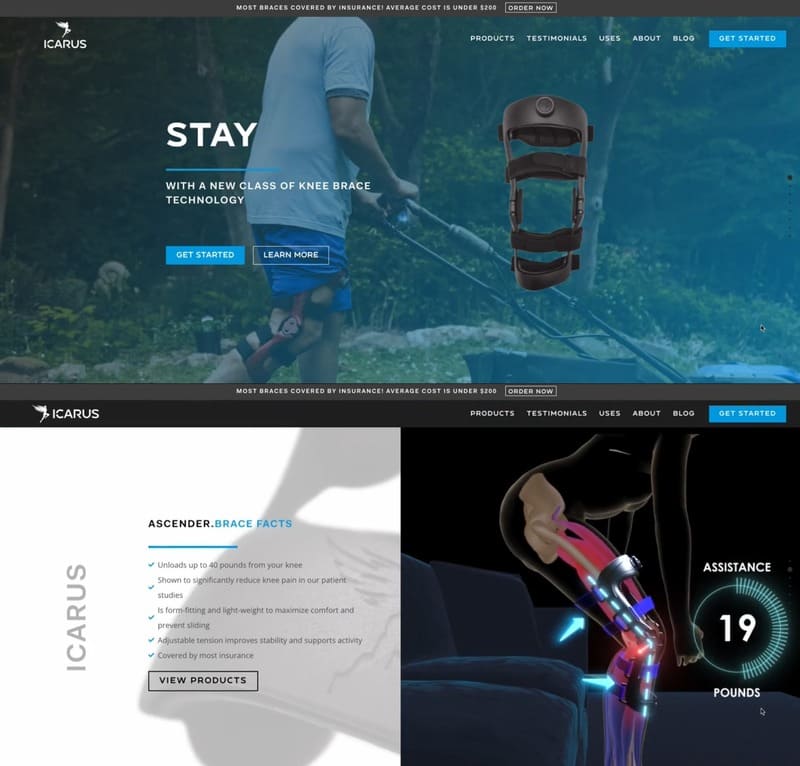 MOST BRACES COVERED BY INSURANCE! AVERAGE COST IS UNDER $200 ORDER NOW
ICARUS
PRODUCTS TESTIMONIALS USES ABOUT BLOG GET STARTED
STAY
WITH A NEW CLASS OF KNEE BRACE
TECHNOLOGY
GET STARTED LEARN MORE
MOST BRACES COVERED BY INSURANCE! AVERAGE COST IS UNDER $200 ORDER NOW
ICARUS
PRODUCTS TESTIMONIALS USES ABOUT BLOG GET STARTED
ICARUS
ASCENDER.BRACE FACTS
Unloads up to 40 pounds from your knee
Shown to significantly reduce knee pain in our patient
studies
Is form-fitting and light-weight to maximize comfort and
prevent sliding
Adjustable tension improves stability and supports activity
Covered by most insurance
VIEW PRODUCTS
ASSISTANCE
19
POUNDS